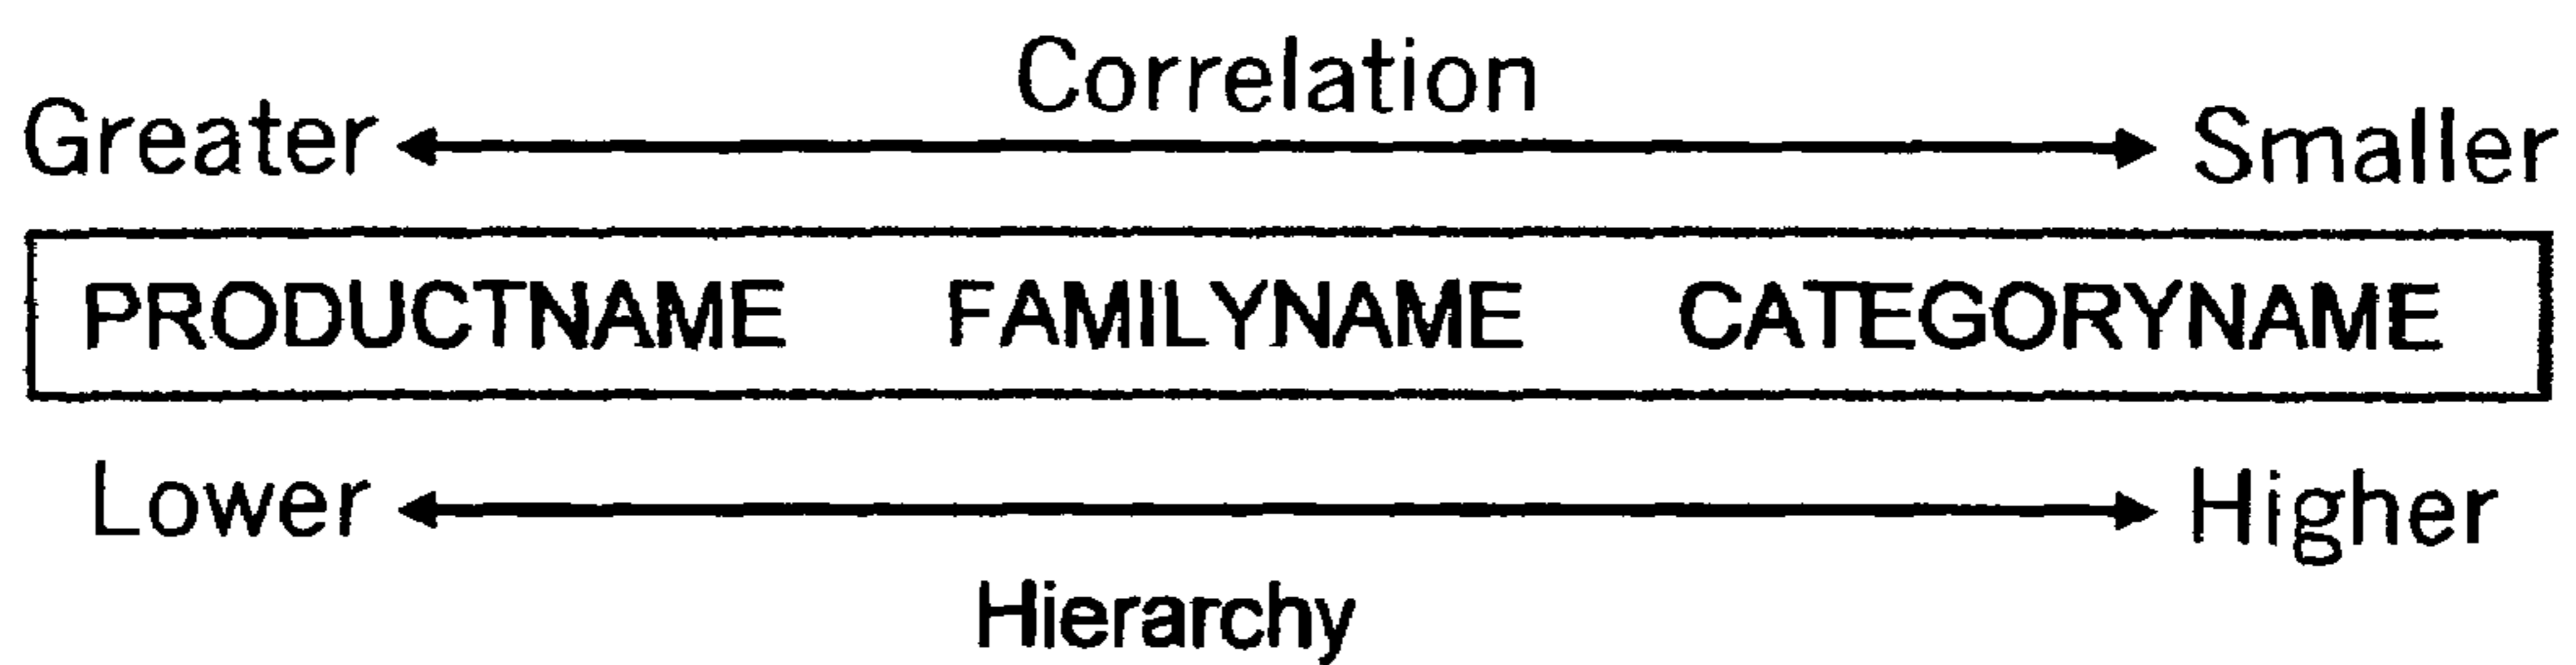 Correlation
Greater Smaller
PRODUCTNAME FAMILYNAME CATEGORYNAME
Lower Higher
Hierarchy